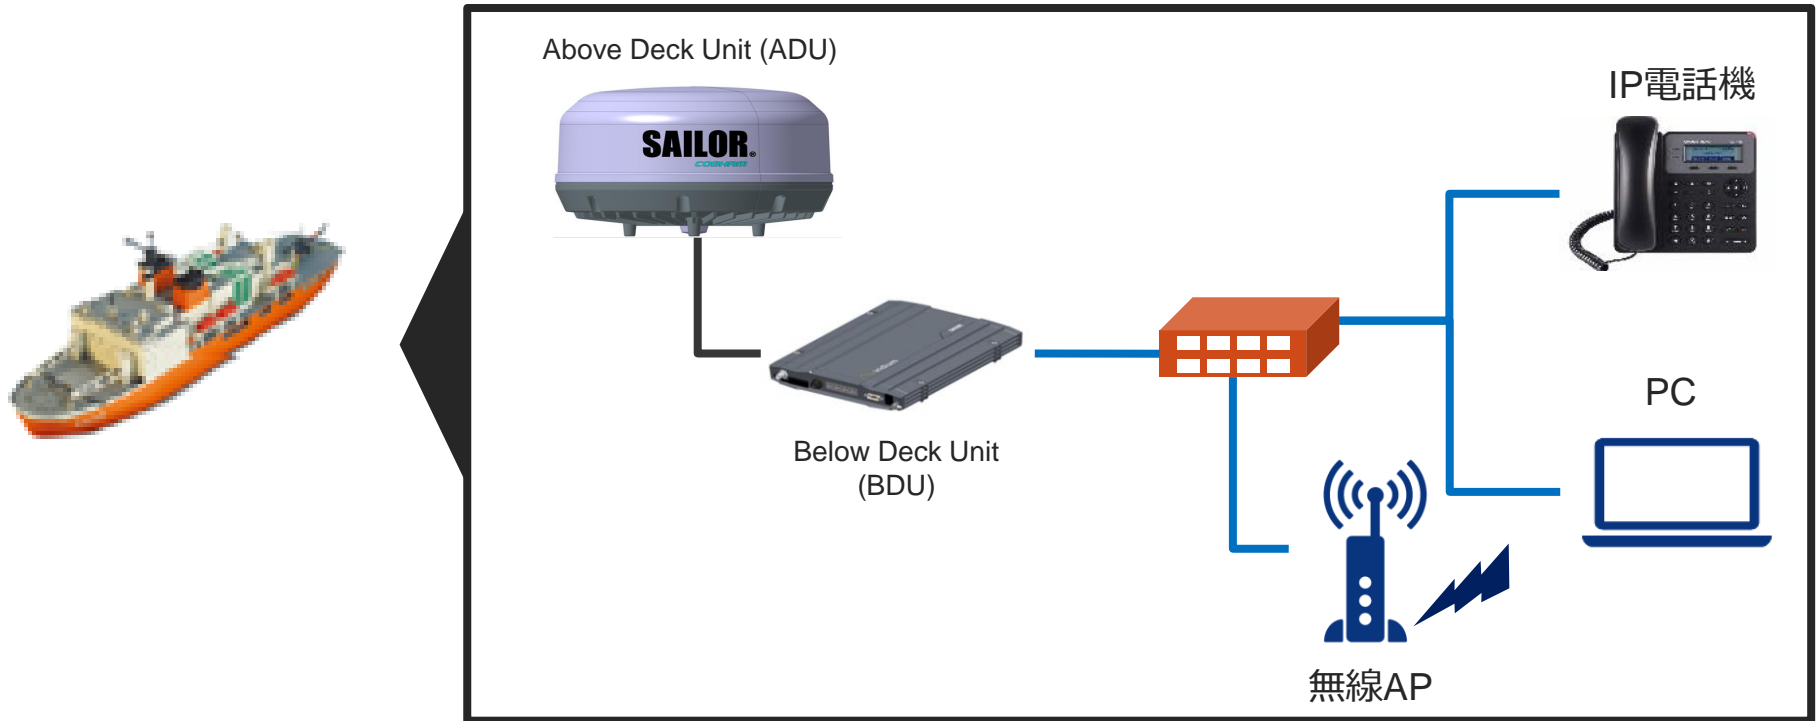 Above Deck Unit (ADU)
SAILOR®
COBHAM
IP電話機
Below Deck Unit
(BDU)
PC
無線AP